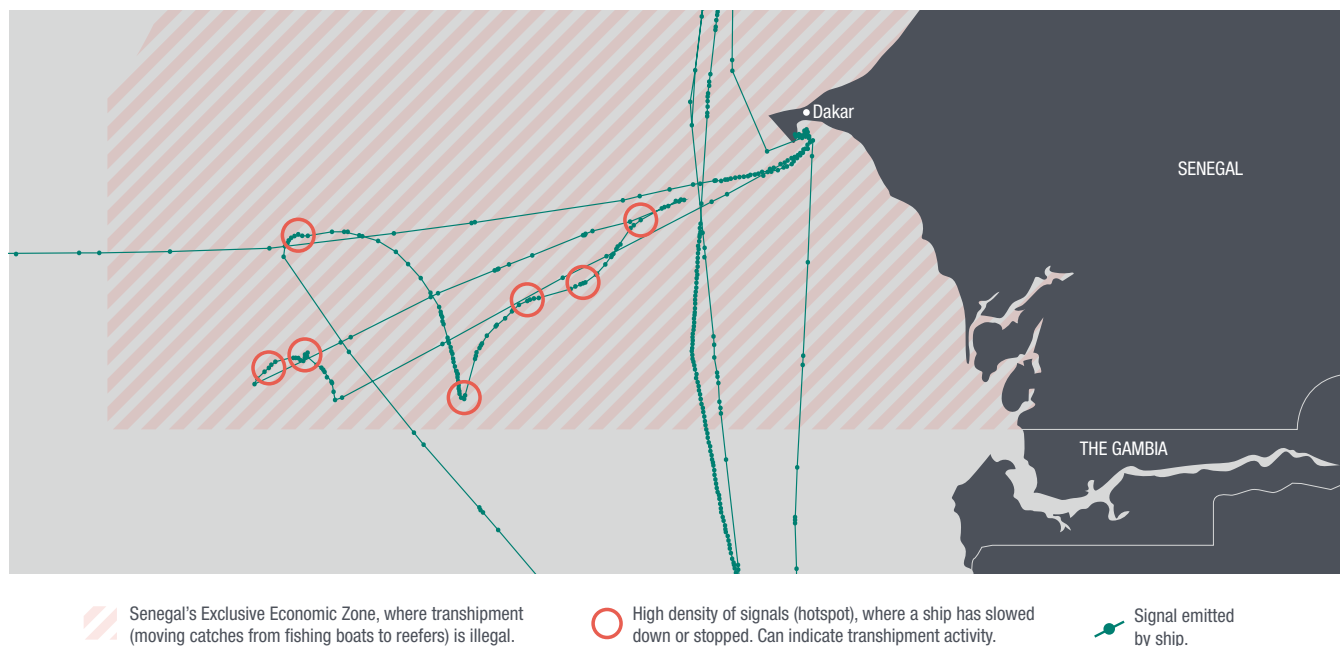 Dakar
SENEGAL
THE GAMBIA
Senegal's Exclusive Economic Zone, where transhipment
(moving catches from fishing boats to reefers) is illegal.
High density of signals (hotspot), where a ship has slowed
down or stopped. Can indicate transhipment activity.
Signal emitted
by ship.